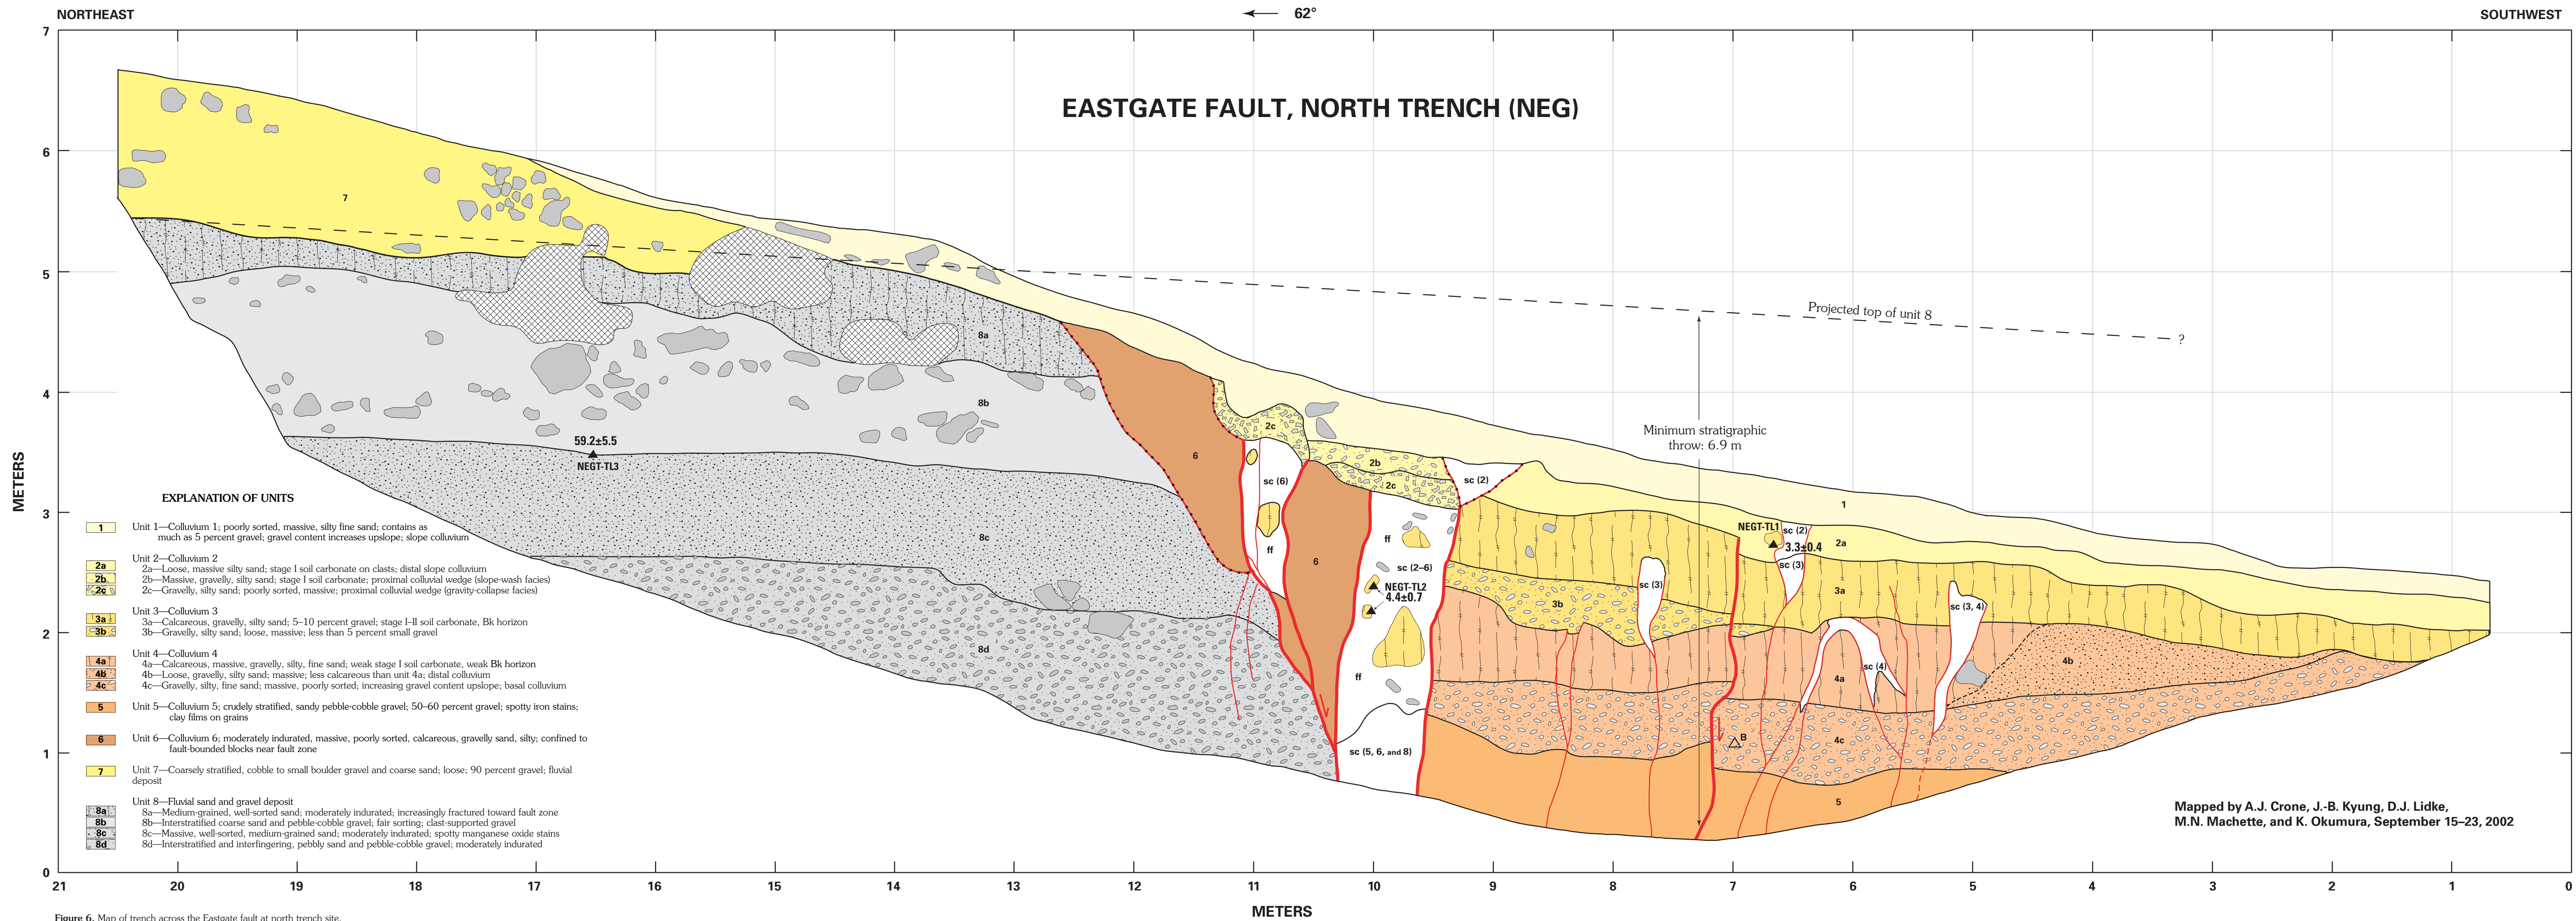 NORTHEAST
62°
SOUTHWEST
EASTGATE FAULT, NORTH TRENCH (NEG)
7
6
5
4
3
2
1
0
METERS
7
8a
8b
59.2±5.5
NEGT-TL3
8c
8d
6
2c
sc (6)
ff
6
2b
2c
sc (2)
ff
sc (2–6)
NEGT-TL2
4.4±0.7
ff
sc (5, 6, and 8)
Projected top of unit 8
?
Minimum stratigraphic
throw: 6.9 m
1
NEGT-TL1
sc (2)
3.3±0.4
2a
sc (3)
sc (3)
3a
3b
sc (3, 4)
sc (4)
4a
4b
B
4c
5
EXPLANATION OF UNITS
1 Unit 1—Colluvium 1; poorly sorted, massive, silty fine sand; contains as
much as 5 percent gravel; gravel content increases upslope; slope colluvium
Unit 2—Colluvium 2
2a 2a—Loose, massive silty sand; stage I soil carbonate on clasts; distal slope colluvium
2b 2b—Massive, gravelly, silty sand; stage I soil carbonate; proximal colluvial wedge (slope-wash facies)
2c 2c—Gravelly, silty sand; poorly sorted, massive; proximal colluvial wedge (gravity-collapse facies)
Unit 3—Colluvium 3
3a 3a—Calcareous, gravelly, silty sand; 5–10 percent gravel; stage I–II soil carbonate, Bk horizon
3b 3b—Gravelly, silty sand; loose, massive; less than 5 percent small gravel
Unit 4—Colluvium 4
4a 4a—Calcareous, massive, gravelly, silty, fine sand; weak stage I soil carbonate, weak Bk horizon
4b 4b—Loose, gravelly, silty sand; massive; less calcareous than unit 4a; distal colluvium
4c 4c—Gravelly, silty, fine sand; massive, poorly sorted; increasing gravel content upslope; basal colluvium
5 Unit 5—Colluvium 5; crudely stratified, sandy pebble-cobble gravel; 50–60 percent gravel; spotty iron stains;
clay films on grains
6 Unit 6—Colluvium 6; moderately indurated, massive, poorly sorted, calcareous, gravelly sand, silty; confined to
fault-bounded blocks near fault zone
7 Unit 7—Coarsely stratified, cobble to small boulder gravel and coarse sand; loose; 90 percent gravel; fluvial
deposit
Unit 8—Fluvial sand and gravel deposit
8a 8a—Medium-grained, well-sorted sand; moderately indurated; increasingly fractured toward fault zone
8b 8b—Interstratified coarse sand and pebble-cobble gravel; fair sorting; clast-supported gravel
8c 8c—Massive, well-sorted, medium-grained sand; moderately indurated; spotty manganese oxide stains
8d 8d—Interstratified and interfingering, pebbly sand and pebble-cobble gravel; moderately indurated
Mapped by A.J. Crone, J.-B. Kyung, D.J. Lidke,
M.N. Machette, and K. Okumura, September 15–23, 2002
21 20 19 18 17 16 15 14 13 12 11 10 9 8 7 6 5 4 3 2 1 0
METERS
Figure 6. Map of trench across the Eastgate fault at north trench site.